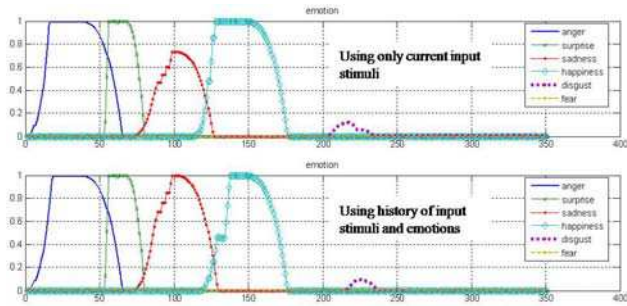 emotion
1
0.8
0.6
0.4
0.2
0
0 50 100 150 200 250 300 350 400
Using only current input
stimuli
anger
surprise
sadness
happiness
disgust
fear
emotion
1
0.8
0.6
0.4
0.2
0
0 50 100 150 200 250 300 350 400
Using history of input
stimuli and emotions
anger
surprise
sadness
happiness
disgust
fear